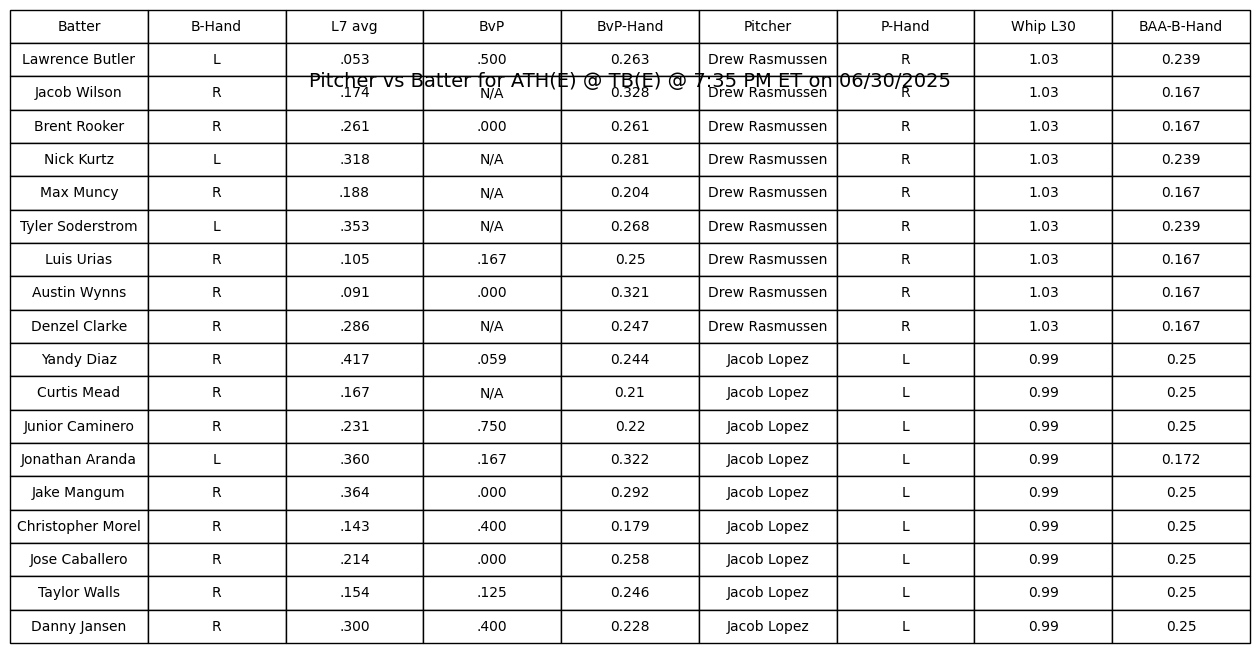 Batter B-Hand L7 avg BvP BvP-Hand Pitcher P-Hand Whip L30 BAA-B-Hand
Lawrence Butler L .053 .500 0.263 Drew Rasmussen R 1.03 0.239
Pitcher vs Batter for ATH(E) @ TB(E) @ 7:35 PM ET on 06/30/2025
Jacob Wilson R .174 N/A 0.328 Drew Rasmussen R 1.03 0.167
Brent Rooker R .261 .000 0.261 Drew Rasmussen R 1.03 0.167
Nick Kurtz L .318 N/A 0.281 Drew Rasmussen R 1.03 0.239
Max Muncy R .188 N/A 0.204 Drew Rasmussen R 1.03 0.167
Tyler Soderstrom L .353 N/A 0.268 Drew Rasmussen R 1.03 0.239
Luis Urias R .105 .167 0.25 Drew Rasmussen R 1.03 0.167
Austin Wynns R .091 .000 0.321 Drew Rasmussen R 1.03 0.167
Denzel Clarke R .286 N/A 0.247 Drew Rasmussen R 1.03 0.167
Yandy Diaz R .417 .059 0.244 Jacob Lopez L 0.99 0.25
Curtis Mead R .167 N/A 0.21 Jacob Lopez L 0.99 0.25
Junior Caminero R .231 .750 0.22 Jacob Lopez L 0.99 0.25
Jonathan Aranda L .360 .167 0.322 Jacob Lopez L 0.99 0.172
Jake Mangum R .364 .000 0.292 Jacob Lopez L 0.99 0.25
Christopher Morel R .143 .400 0.179 Jacob Lopez L 0.99 0.25
Jose Caballero R .214 .000 0.258 Jacob Lopez L 0.99 0.25
Taylor Walls R .154 .125 0.246 Jacob Lopez L 0.99 0.25
Danny Jansen R .300 .400 0.228 Jacob Lopez L 0.99 0.25